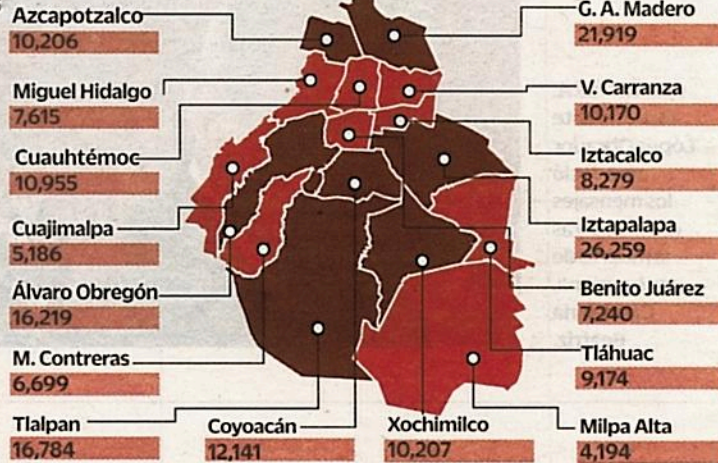 Azcapotzalco
10,206
Miguel Hidalgo
7,615
Cuauhtémoc
10,955
Cuajimalpa
5,186
Álvaro Obregón
16,219
M. Contreras
6,699
Tlalpan
16,784
Coyoacán
12,141
Xochimilco
10,207
G. A. Madero
21,919
V. Carranza
10,170
Iztacalco
8,279
Iztapalapa
26,259
Benito Juárez
7,240
Tláhuac
9,174
Milpa Alta
4,194